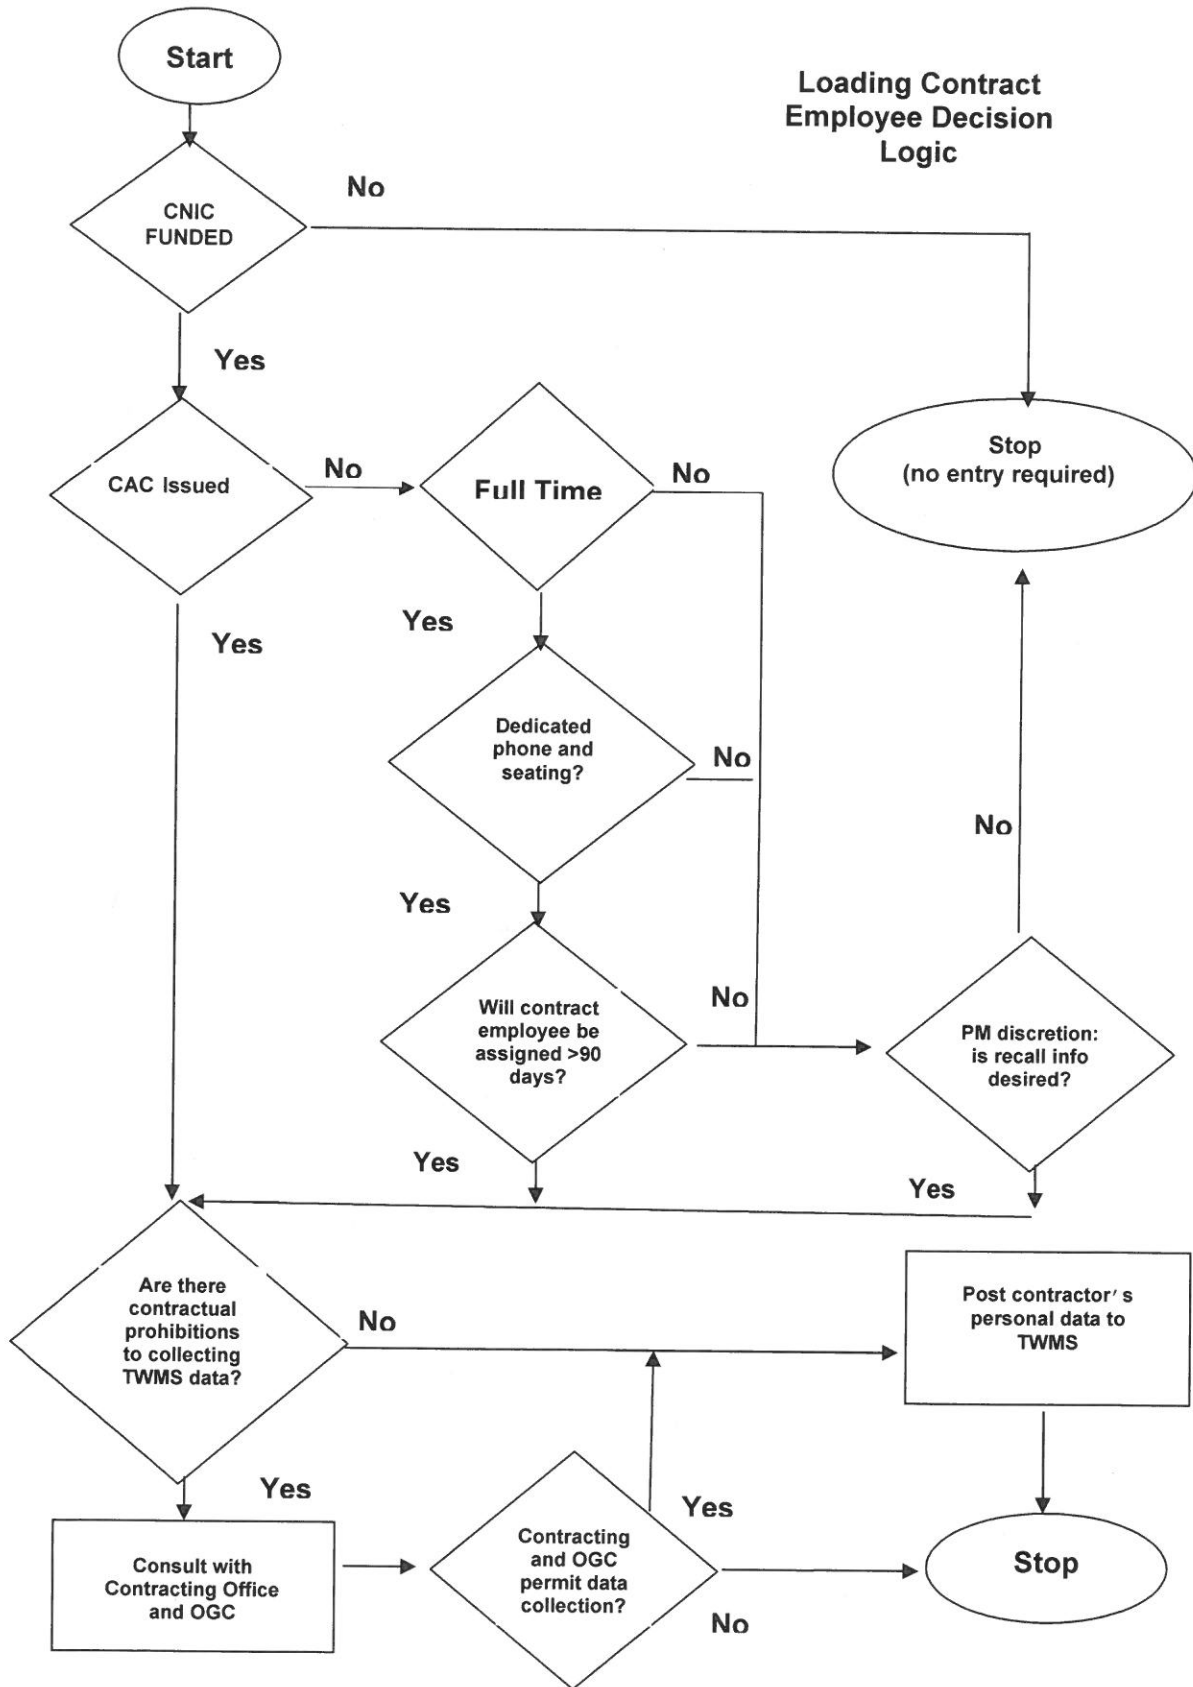 Start
Loading Contract
Employee Decision
Logic
No
CNIC
FUNDED
Yes
Stop
(no entry required)
CAC Issued
No
Full Time
No
Yes
Yes
Dedicated
phone and
seating?
No
No
Yes
Will contract
employee be
assigned >90
days?
No
PM discretion:
is recall info
desired?
Yes
Yes
Are there
contractual
prohibitions
to collecting
TWMS data?
No
Post contractor's
personal data to
TWMS
Yes
Consult with
Contracting Office
and OGC
Contracting
and OGC
permit data
collection?
Yes
No
Stop